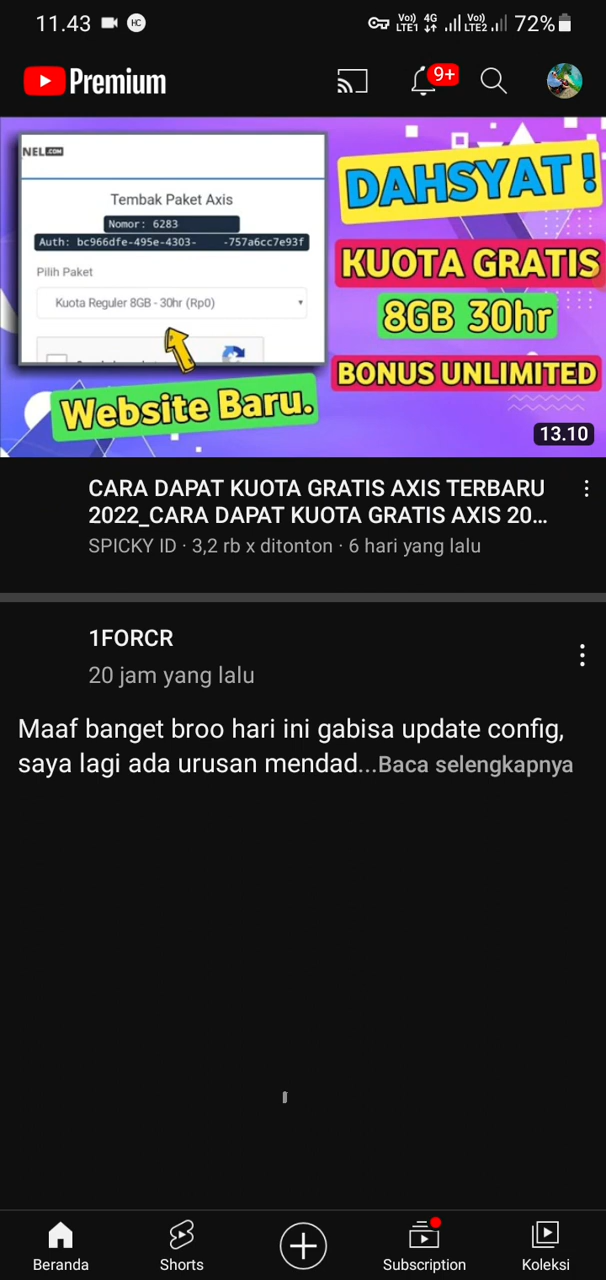 11.43
HC
Vo)) 4G Vo))
LTE1 LTE2 72%
Premium
9+
NEL.COM
Tembak Paket Axis
Nomor: 6283
Auth: bc966dfe-495e-4303- -757a6cc7e93f
Pilih Paket
Kuota Reguler 8GB - 30hr (Rp0)
Website Baru.
DAHSYAT !
KUOTA GRATIS
8GB 30hr
BONUS UNLIMITED
13.10
CARA DAPAT KUOTA GRATIS AXIS TERBARU
2022_CARA DAPAT KUOTA GRATIS AXIS 20...
SPICKY ID · 3,2 rb x ditonton · 6 hari yang lalu
1FORCR
20 jam yang lalu
Maaf banget broo hari ini gabisa update config,
saya lagi ada urusan mendad...Baca selengkapnya
Beranda
Shorts
Subscription
Koleksi